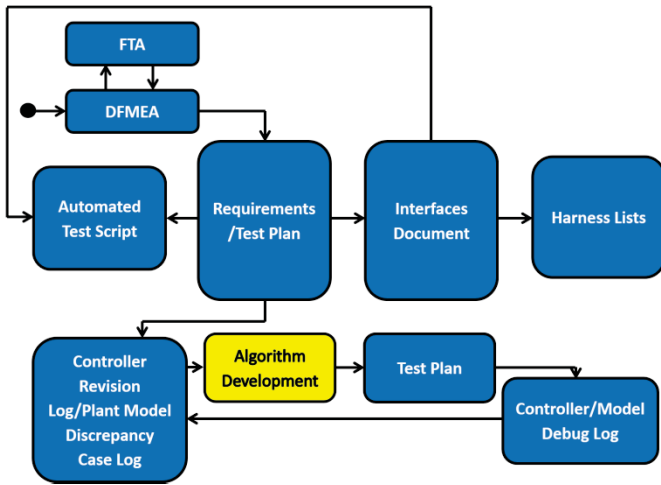 FTA
DFMEA
Automated
Test Script
Requirements
/Test Plan
Interfaces
Document
Harness Lists
Controller
Revision
Log/Plant Model
Discrepancy
Case Log
Algorithm
Development
Test Plan
Controller/Model
Debug Log